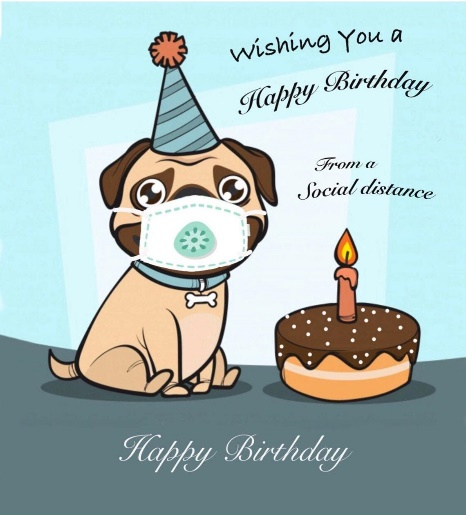 Wishing You a
Happy Birthday
From a
Social distance
Happy Birthday